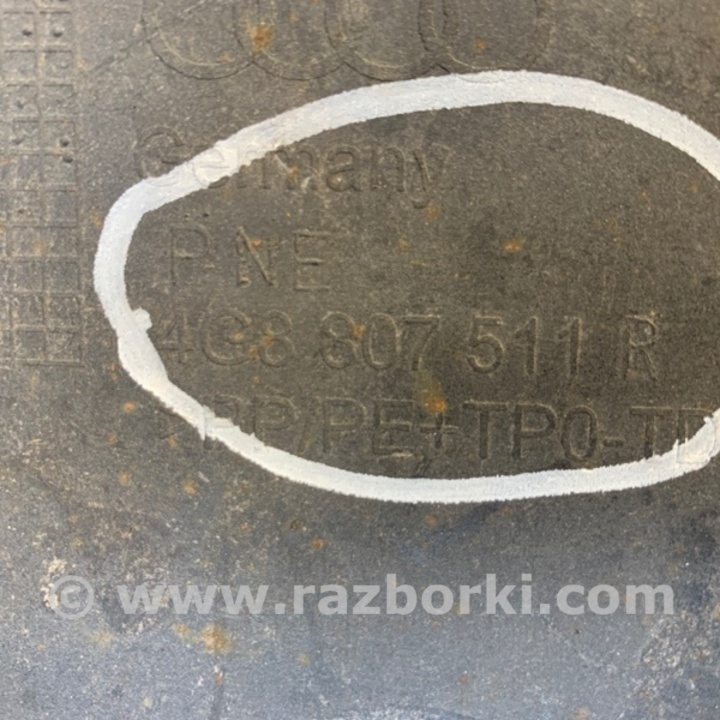 Germany
PNE
4G8 807 511 R
>PP/PE+TPO-TD
© www.razborki.com